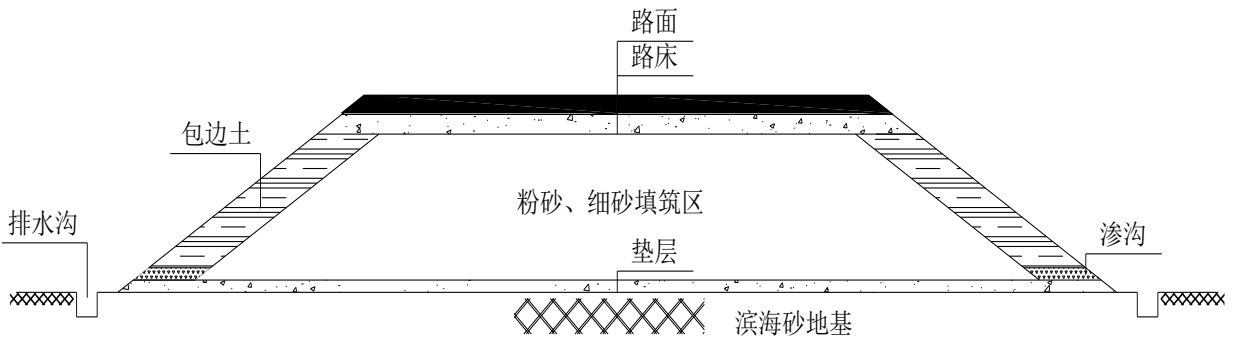 路面
路床
包边土
粉砂、细砂填筑区
排水沟
垫层
渗沟
滨海砂地基